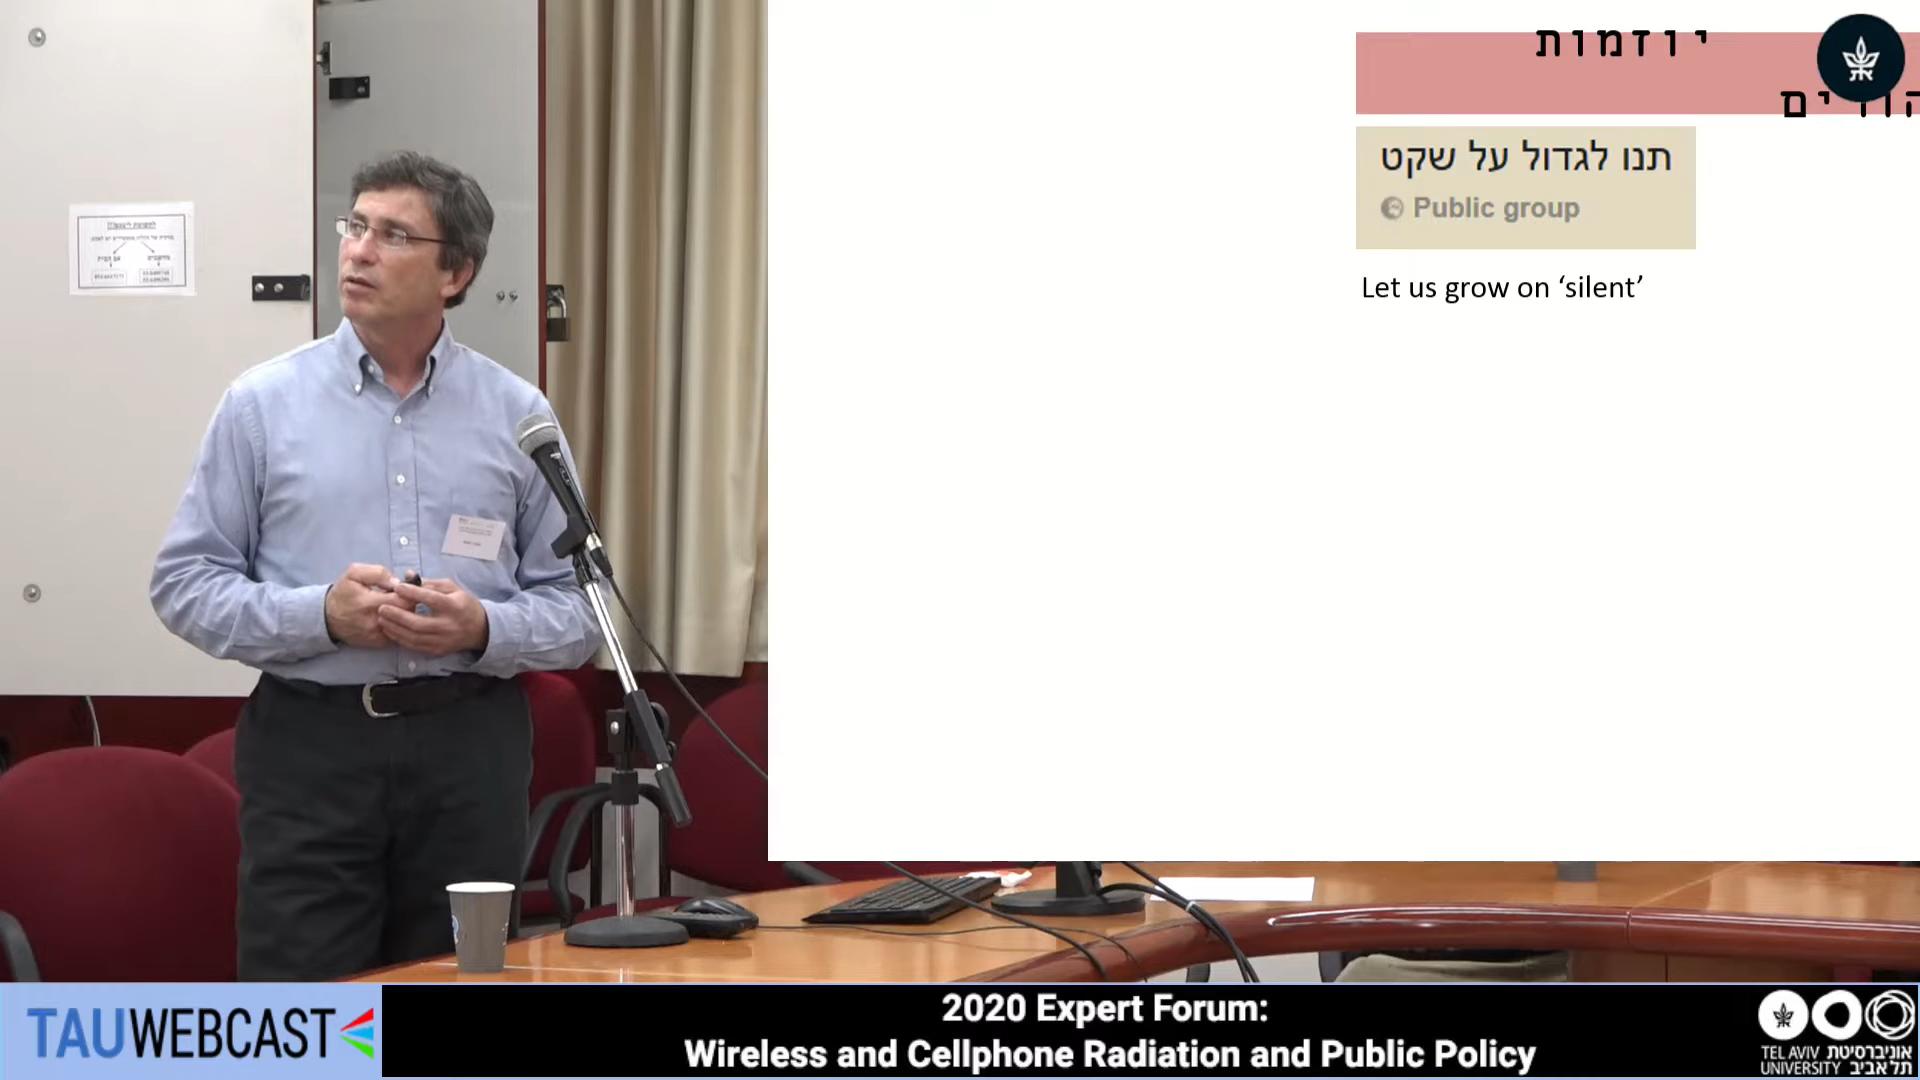 יוזמות
הורים
תנו לגדול על שקט
Public group
Let us grow on ‘silent’
TAUWEBCAST
2020 Expert Forum:
Wireless and Cellphone Radiation and Public Policy
TEL AVIV אוניברסיטת
UNIVERSITY תל אביב